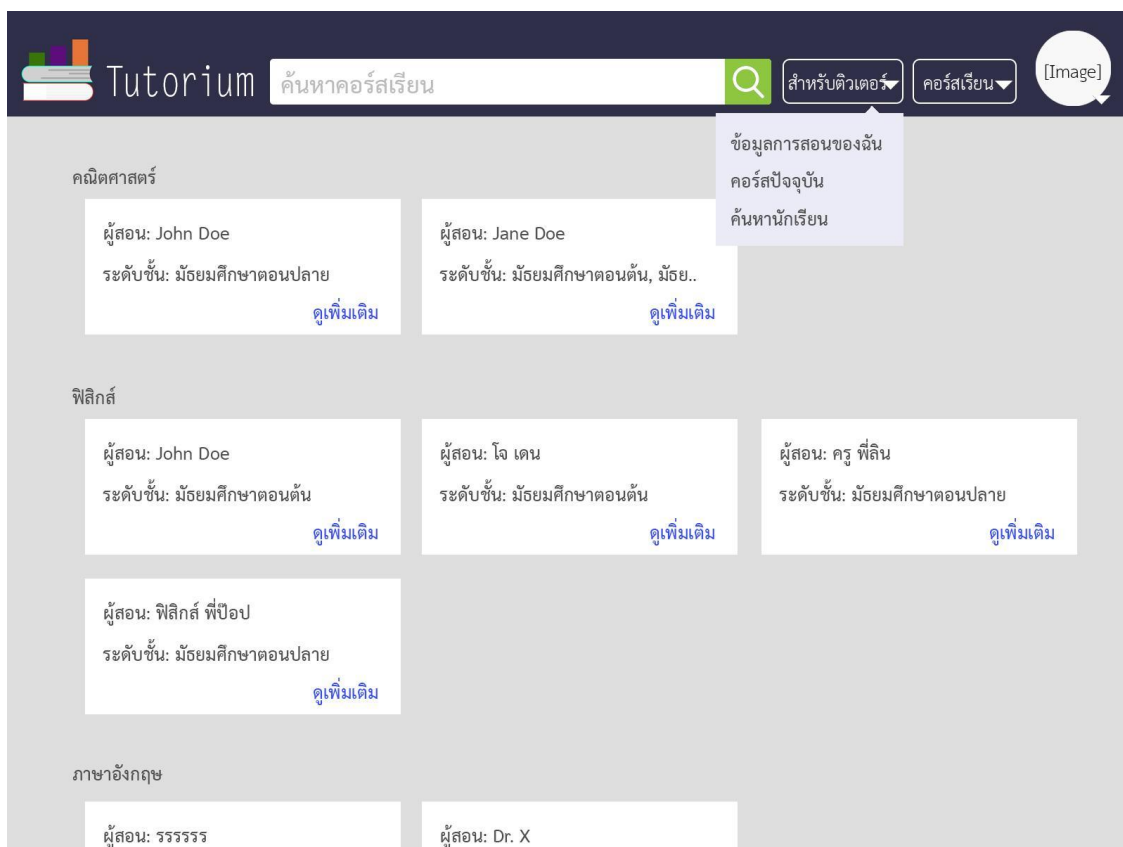 Tutorium
ค้นหาคอร์สเรียน
สำหรับติวเตอร์
คอร์สเรียน
[Image]
ข้อมูลการสอนของฉัน
คอร์สปัจจุบัน
ค้นหานักเรียน
คณิตศาสตร์
ผู้สอน: John Doe
ระดับชั้น: มัธยมศึกษาตอนปลาย
ดูเพิ่มเติม
ผู้สอน: Jane Doe
ระดับชั้น: มัธยมศึกษาตอนต้น, มัธย..
ดูเพิ่มเติม
ฟิสิกส์
ผู้สอน: John Doe
ระดับชั้น: มัธยมศึกษาตอนต้น
ดูเพิ่มเติม
ผู้สอน: โจ เดน
ระดับชั้น: มัธยมศึกษาตอนต้น
ดูเพิ่มเติม
ผู้สอน: ครู พี่ลิน
ระดับชั้น: มัธยมศึกษาตอนปลาย
ดูเพิ่มเติม
ผู้สอน: ฟิสิกส์ พี่ป๊อป
ระดับชั้น: มัธยมศึกษาตอนปลาย
ดูเพิ่มเติม
ภาษาอังกฤษ
ผู้สอน: รรรรรร
ผู้สอน: Dr. X